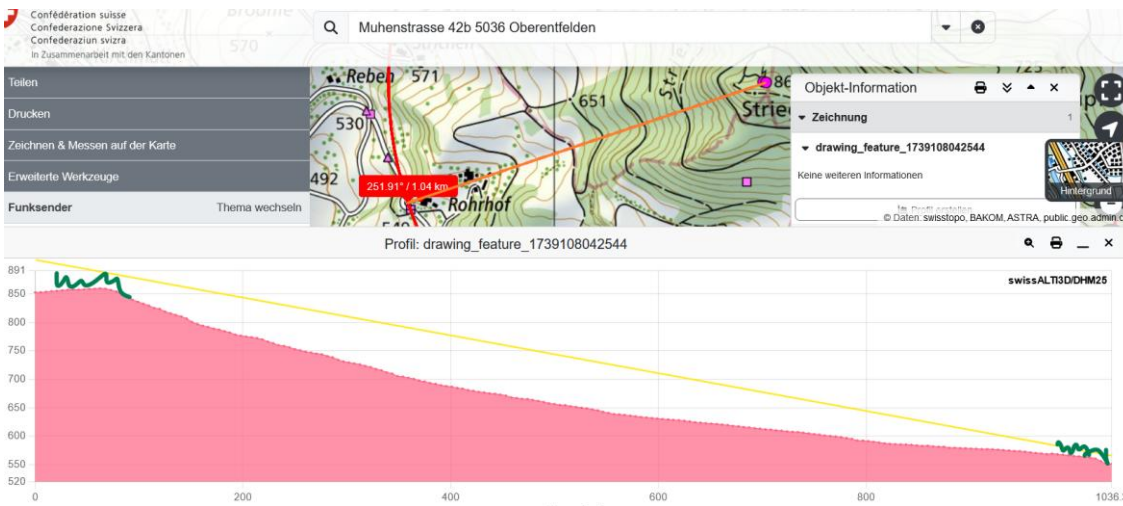 Confédération suisse
Confederazione Svizzera
Confederaziun svizra
In Zusammenarbeit mit den Kantonen
570
Muhenstrasse 42b 5036 Oberentfelden
Teilen
Drucken
Zeichnen & Messen auf der Karte
Erweiterte Werkzeuge
Funksender
Thema wechseln
Rebeh 571
530
492
651
251.91° / 1.04 km
Rohrhof
Objekt-Information
Zeichnung
1
drawing_feature_1739108042544
Keine weiteren Informationen
Profil erstellen
Hintergrund
© Daten: swisstopo, BAKOM, ASTRA, public.geo.admin.c
Profil: drawing_feature_1739108042544
swissALTI3D/DHM25
891
850
800
750
700
650
600
550
520
0
200
400
600
800
1036.